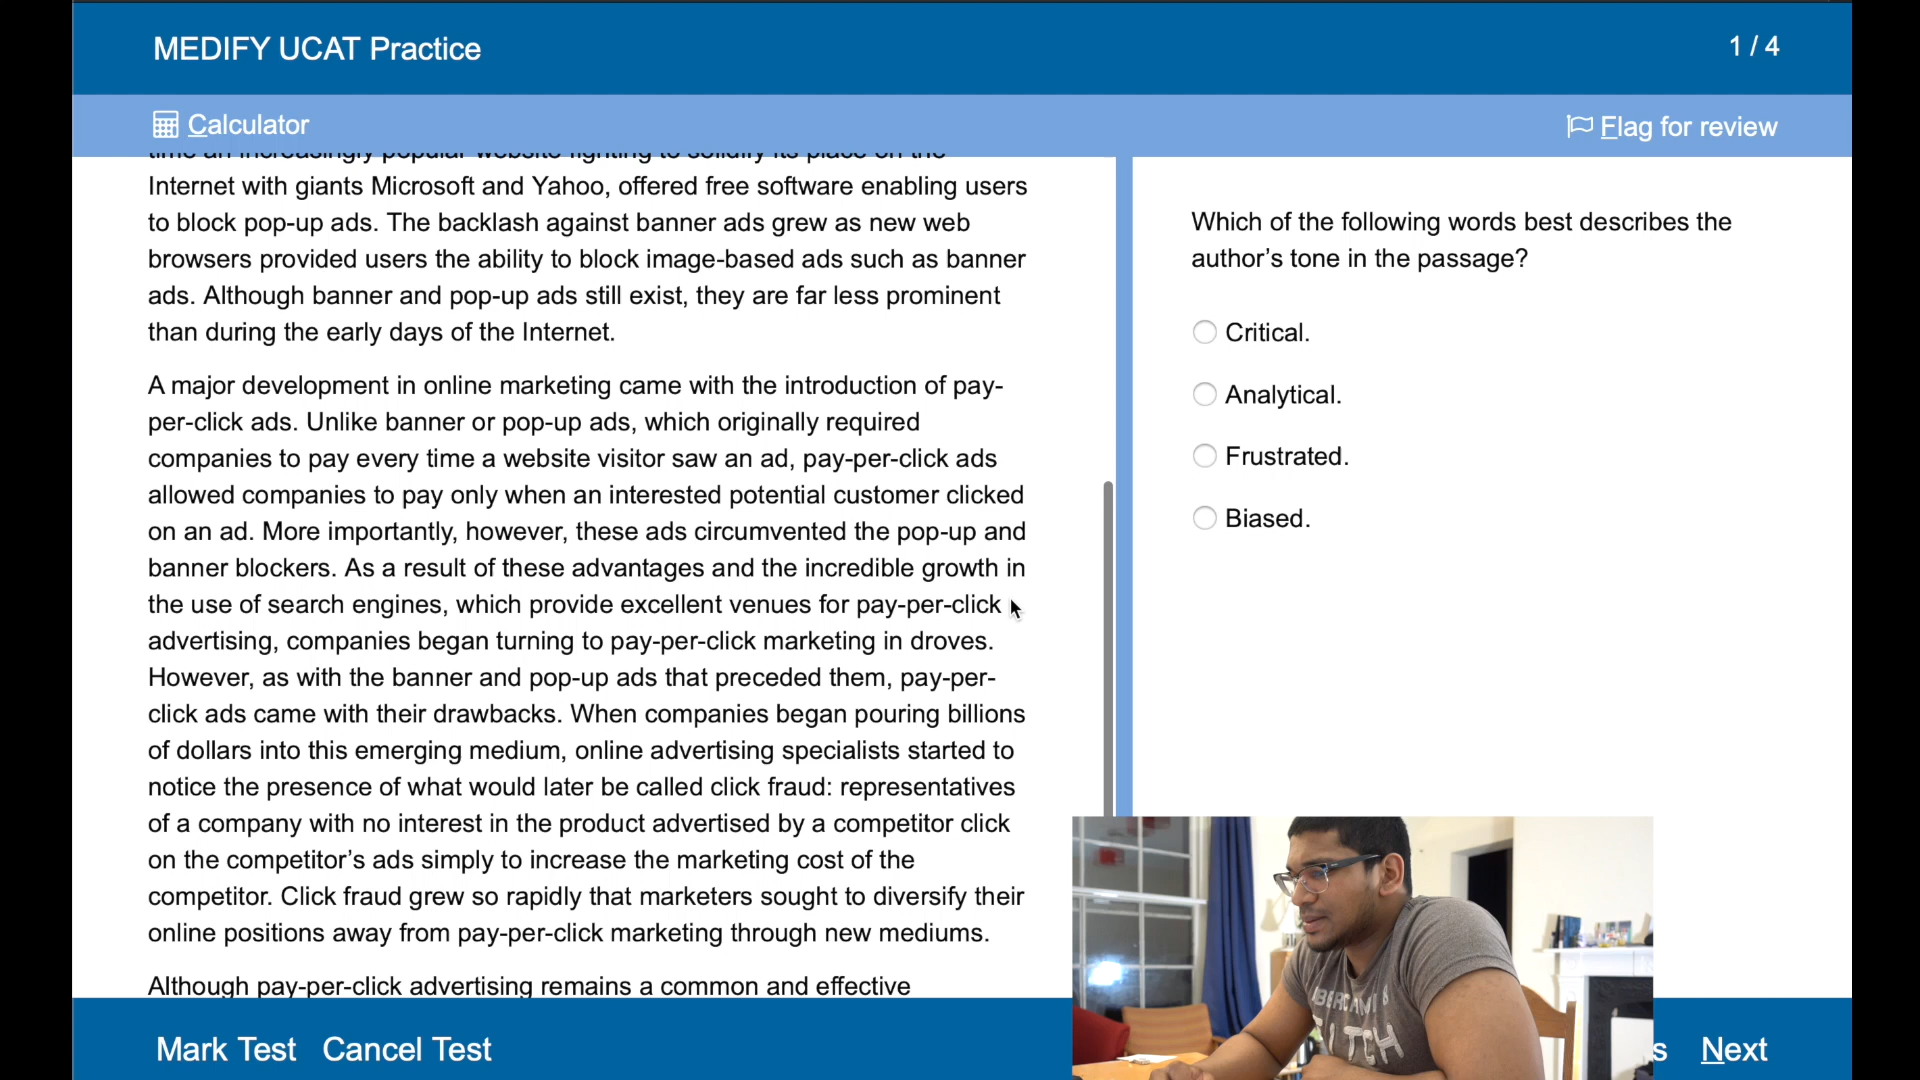 MEDIFY UCAT Practice
1 / 4
Calculator
Flag for review
time an increasingly popular website fighting to solidify its place on the
Internet with giants Microsoft and Yahoo, offered free software enabling users
to block pop-up ads. The backlash against banner ads grew as new web
browsers provided users the ability to block image-based ads such as banner
ads. Although banner and pop-up ads still exist, they are far less prominent
than during the early days of the Internet.
A major development in online marketing came with the introduction of pay-
per-click ads. Unlike banner or pop-up ads, which originally required
companies to pay every time a website visitor saw an ad, pay-per-click ads
allowed companies to pay only when an interested potential customer clicked
on an ad. More importantly, however, these ads circumvented the pop-up and
banner blockers. As a result of these advantages and the incredible growth in
the use of search engines, which provide excellent venues for pay-per-click
advertising, companies began turning to pay-per-click marketing in droves.
However, as with the banner and pop-up ads that preceded them, pay-per-
click ads came with their drawbacks. When companies began pouring billions
of dollars into this emerging medium, online advertising specialists started to
notice the presence of what would later be called click fraud: representatives
of a company with no interest in the product advertised by a competitor click
on the competitor’s ads simply to increase the marketing cost of the
competitor. Click fraud grew so rapidly that marketers sought to diversify their
online positions away from pay-per-click marketing through new mediums.
Although pay-per-click advertising remains a common and effective
Which of the following words best describes the
author’s tone in the passage?
Critical.
Analytical.
Frustrated.
Biased.
Mark Test Cancel Test
s Next